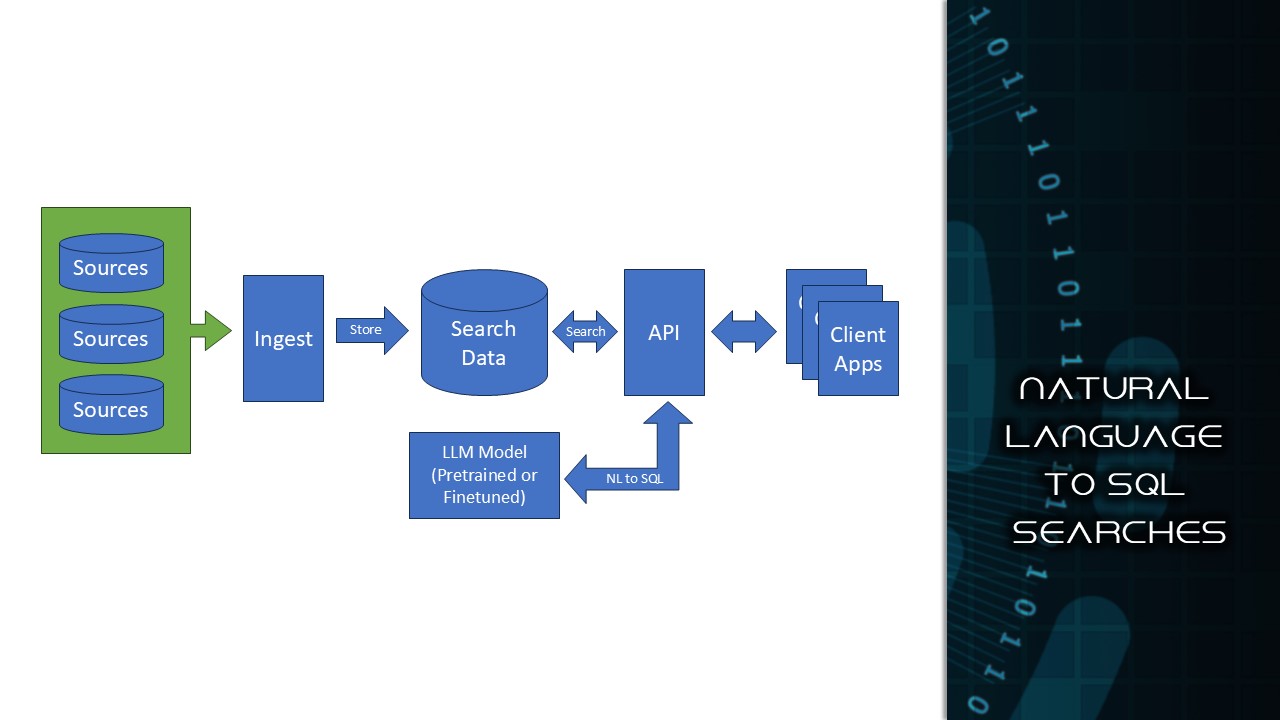 Sources
Sources
Sources
Ingest
Store
Search
Data
Search
API
Client
Apps
LLM Model
(Pretrained or
Finetuned)
NL to SQL
NATURAL
LANGUAGE
TO SQL
SEARCHES